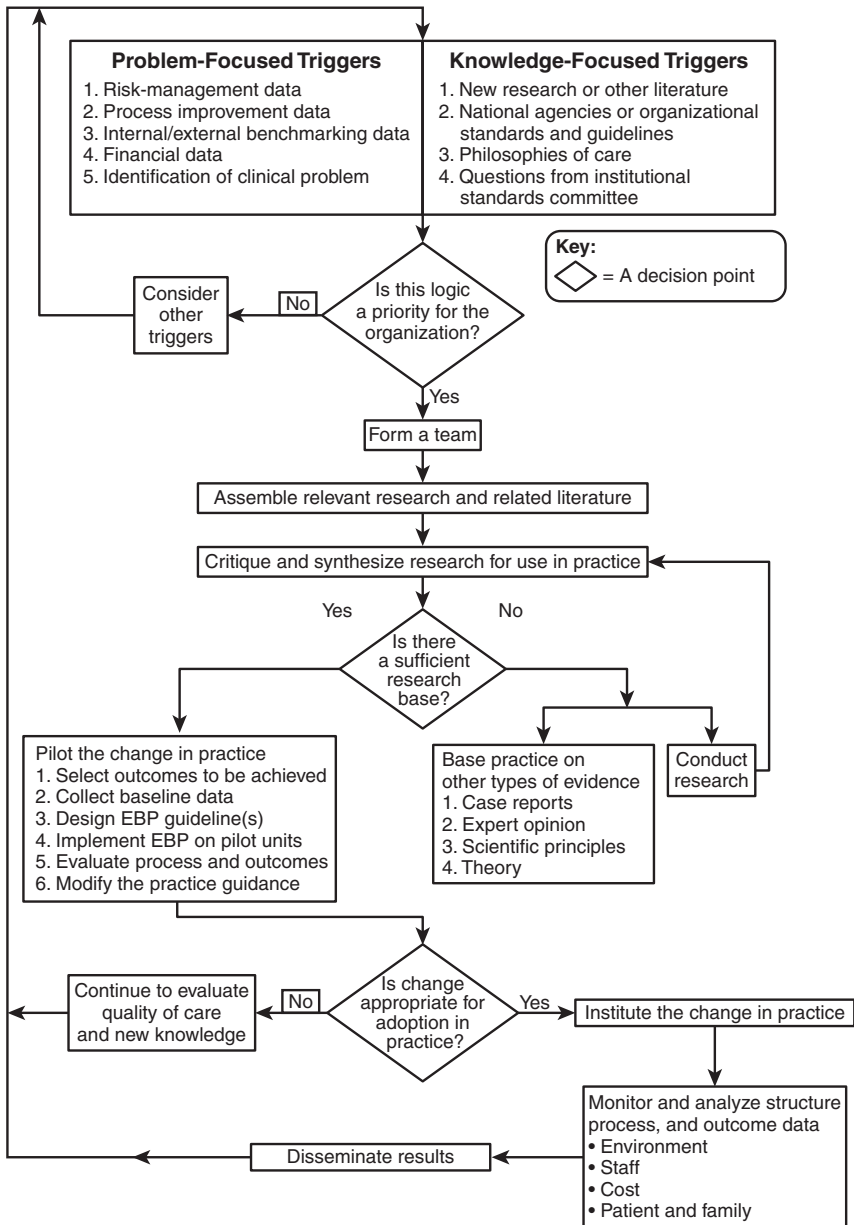 Problem-Focused Triggers
1. Risk-management data
2. Process improvement data
3. Internal/external benchmarking data
4. Financial data
5. Identification of clinical problem
Knowledge-Focused Triggers
1. New research or other literature
2. National agencies or organizational
standards and guidelines
3. Philosophies of care
4. Questions from institutional
standards committee
Key:
= A decision point
Consider
other
triggers
No
Is this logic
a priority for the
organization?
Yes
Form a team
Assemble relevant research and related literature
Critique and synthesize research for use in practice
Yes
No
Is there
a sufficient
research
base?
Pilot the change in practice
1. Select outcomes to be achieved
2. Collect baseline data
3. Design EBP guideline(s)
4. Implement EBP on pilot units
5. Evaluate process and outcomes
6. Modify the practice guidance
Base practice on
other types of evidence
1. Case reports
2. Expert opinion
3. Scientific principles
4. Theory
Conduct
research
Continue to evaluate
quality of care
and new knowledge
No
Is change
appropriate for
adoption in
practice?
Yes
Institute the change in practice
Monitor and analyze structure
process, and outcome data
• Environment
• Staff
• Cost
• Patient and family
Disseminate results